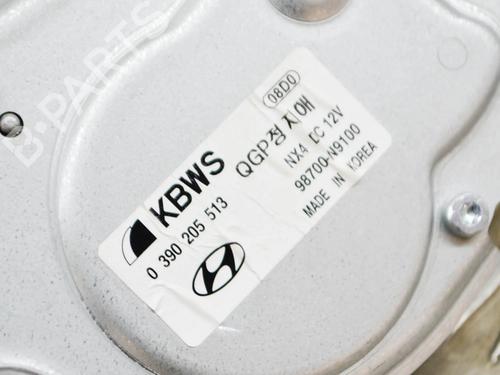 B-PARTS
KBWS
0 390 205 513
08D0
QGP정지애
NX4 DC 12V
98700-N9100
MADE IN KOREA